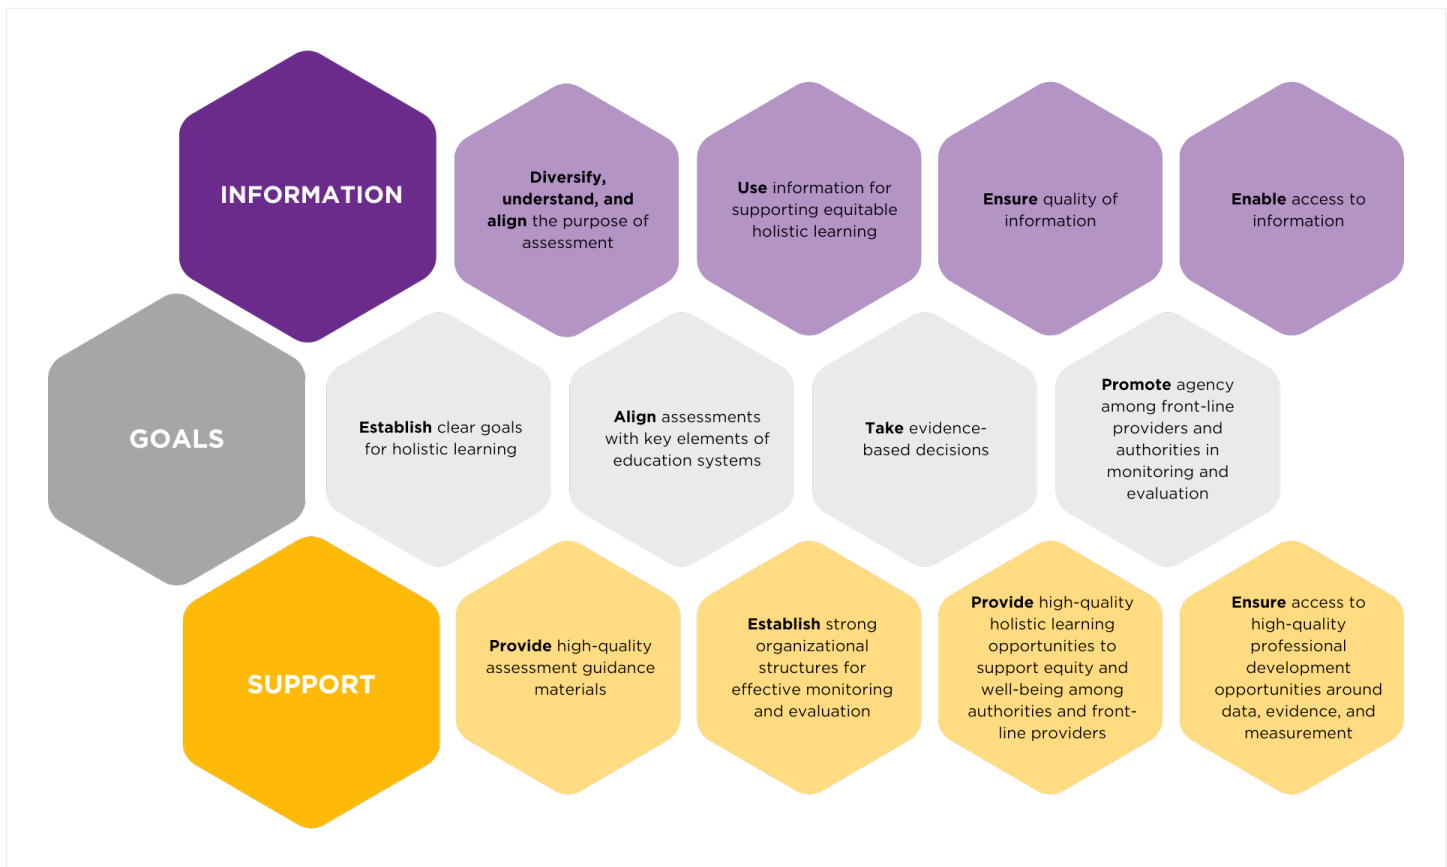 INFORMATION
Diversify,
understand, and
align the purpose of
assessment
Use information for
supporting equitable
holistic learning
Ensure quality of
information
Enable access to
information
GOALS
Establish clear goals
for holistic learning
Align assessments
with key elements of
education systems
Take evidence-
based decisions
Promote agency
among front-line
providers and
authorities in
monitoring and
evaluation
SUPPORT
Provide high-quality
assessment guidance
materials
Establish strong
organizational
structures for
effective monitoring
and evaluation
Provide high-quality
holistic learning
opportunities to
support equity and
well-being among
authorities and front-
line providers
Ensure access to
high-quality
professional
development
opportunities around
data, evidence, and
measurement